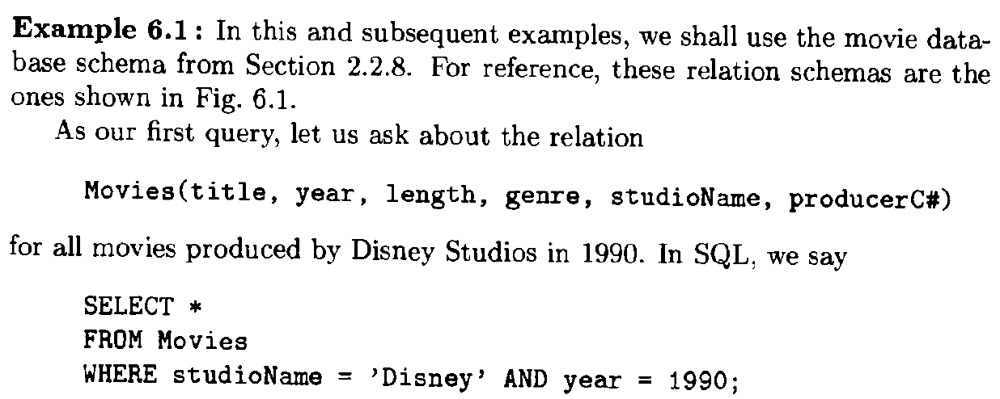 Example 6.1: In this and subsequent examples, we shall use the movie data-
base schema from Section 2.2.8. For reference, these relation schemas are the
ones shown in Fig. 6.1.
As our first query, let us ask about the relation
Movies(title, year, length, genre, studioName, producerC#)
for all movies produced by Disney Studios in 1990. In SQL, we say
SELECT *
FROM Movies
WHERE studioName = 'Disney' AND year = 1990;